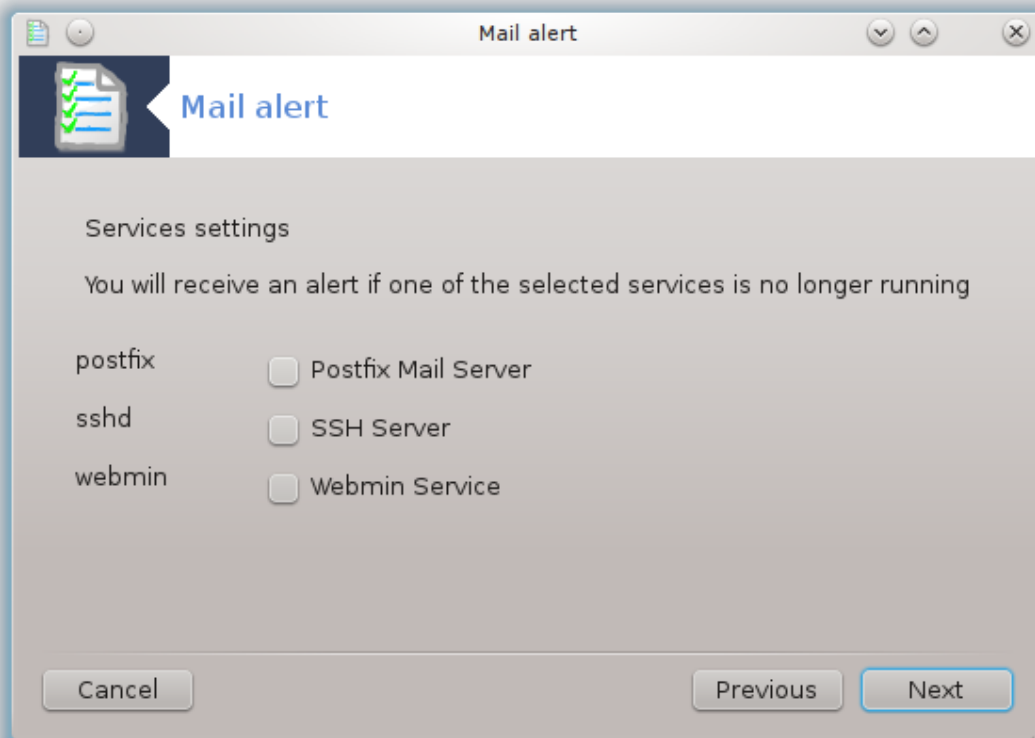 Mail alert
Mail alert
Services settings
You will receive an alert if one of the selected services is no longer running
postfix Postfix Mail Server
sshd SSH Server
webmin Webmin Service
Cancel Previous Next